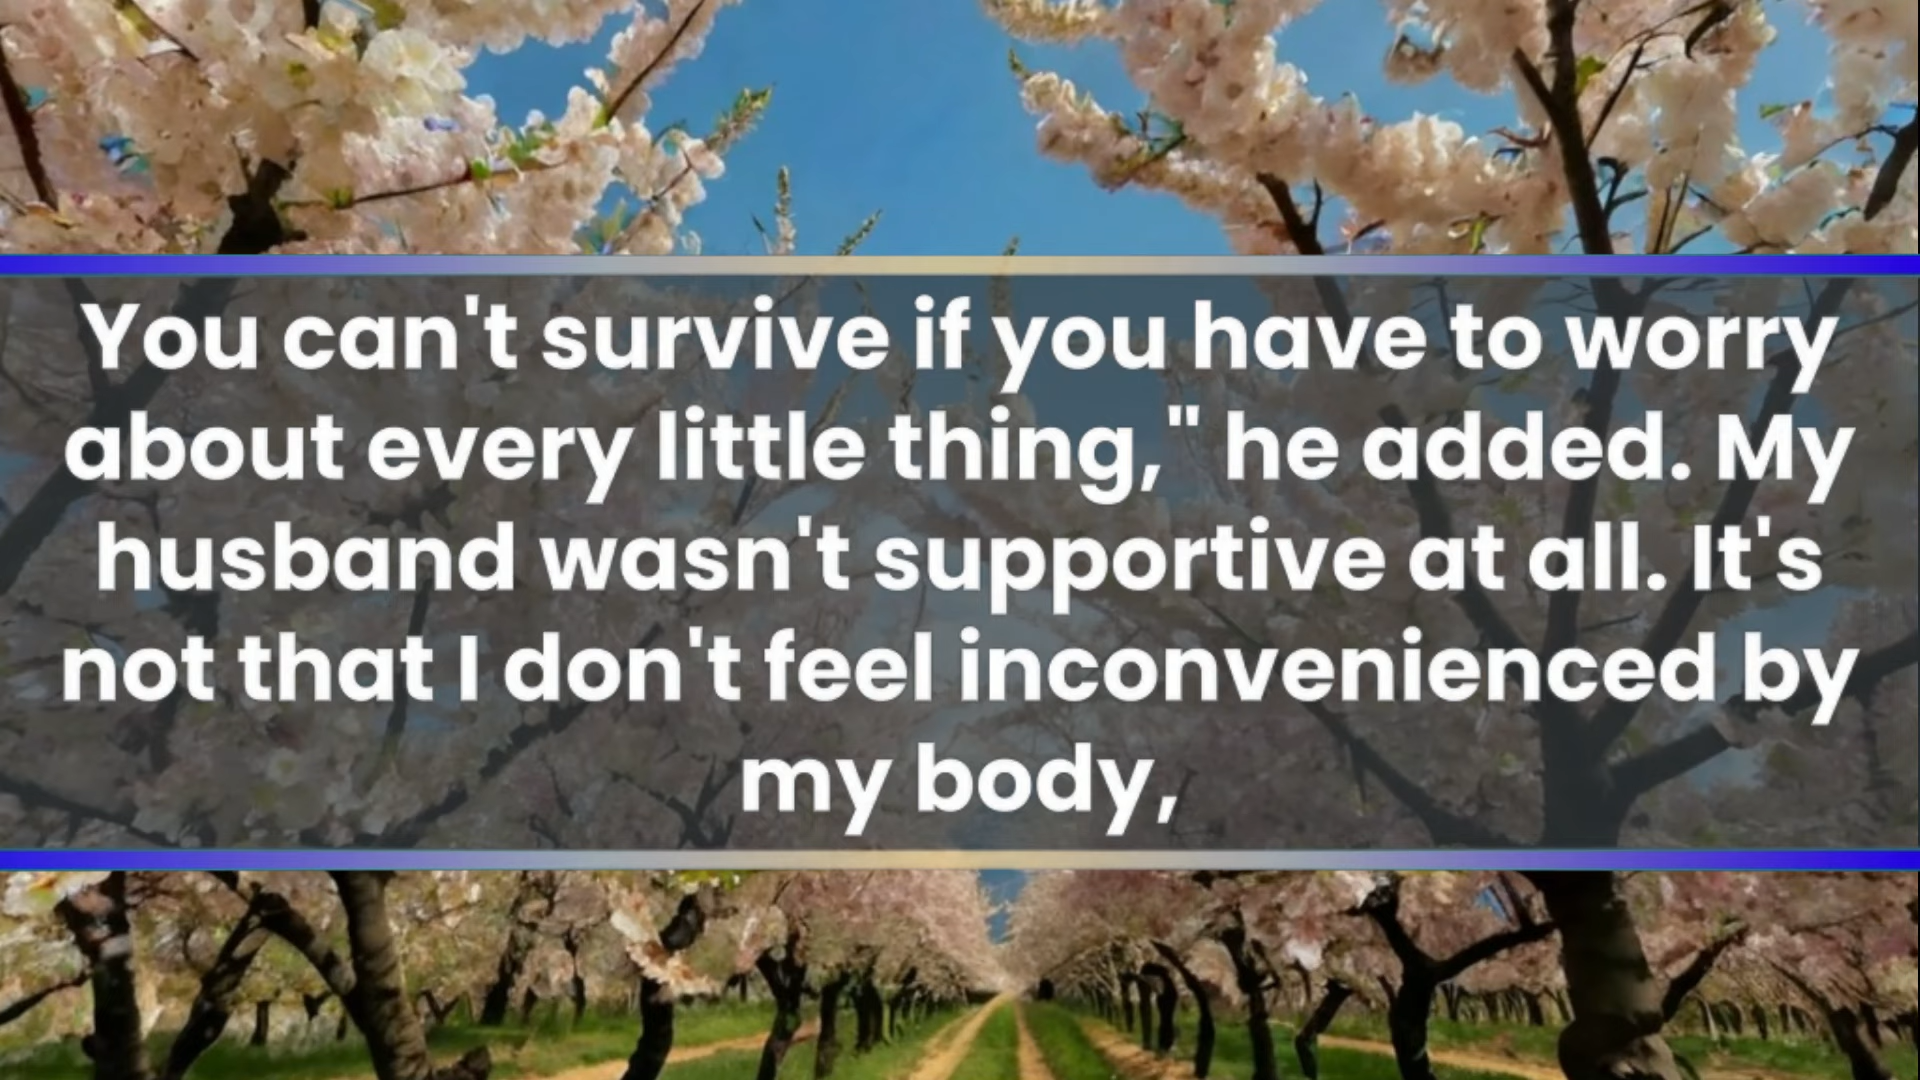 You can't survive if you have to worry
about every little thing," he added. My
husband wasn't supportive at all. It's
not that I don't feel inconvenienced by
my body,